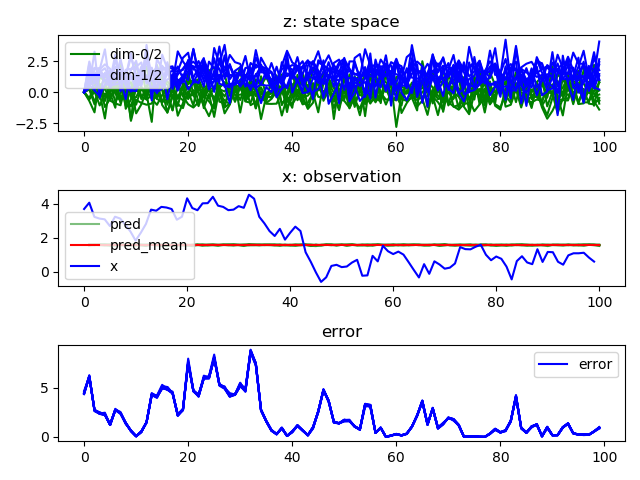 z: state space
2.5
0.0
−2.5
dim-0/2
dim-1/2
0 20 40 60 80 100
x: observation
4
2
0
pred
pred_mean
x
0 20 40 60 80 100
error
5
0
error
0 20 40 60 80 100